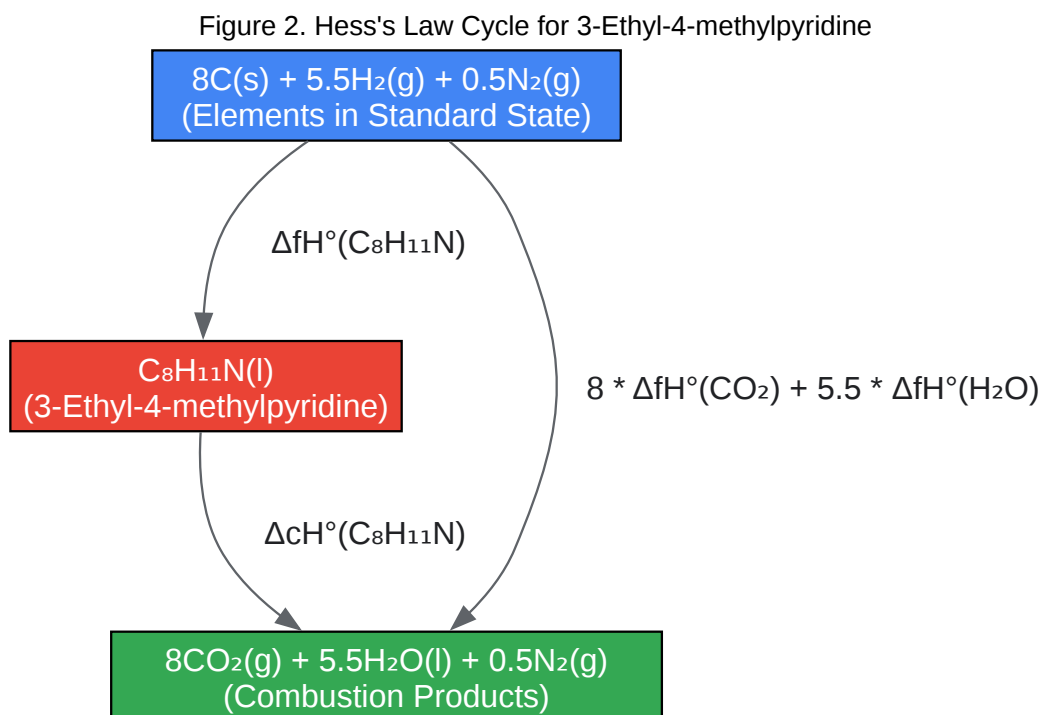 Figure 2. Hess's Law Cycle for 3-Ethyl-4-methylpyridine
8C(s) + 5.5H₂(g) + 0.5N₂(g)
(Elements in Standard State)
ΔfH°(C₈H₁₁N)
C₈H₁₁N(l)
(3-Ethyl-4-methylpyridine)
8 * ΔfH°(CO₂) + 5.5 * ΔfH°(H₂O)
ΔcH°(C₈H₁₁N)
8CO₂(g) + 5.5H₂O(l) + 0.5N₂(g)
(Combustion Products)